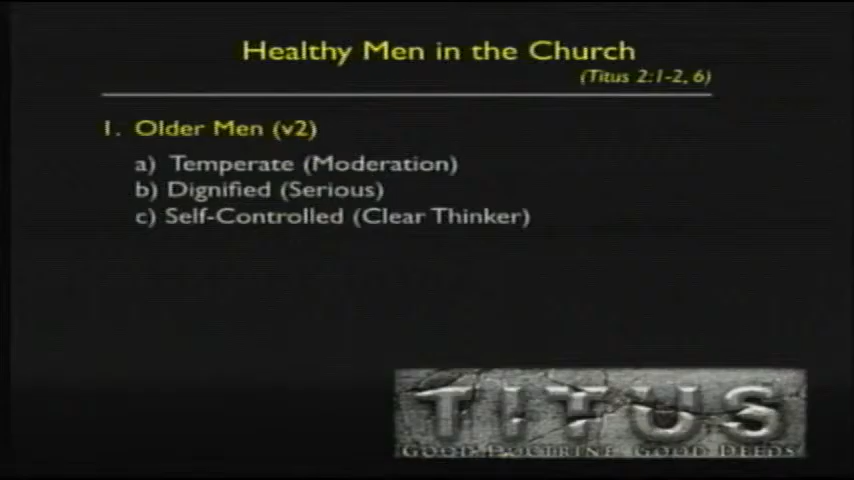 Healthy Men in the Church
(Titus 2:1-2, 6)
1. Older Men (v2)
a) Temperate (Moderation)
b) Dignified (Serious)
c) Self-Controlled (Clear Thinker)
TITUS
GOOD DOCTRINE GOOD DEEDS